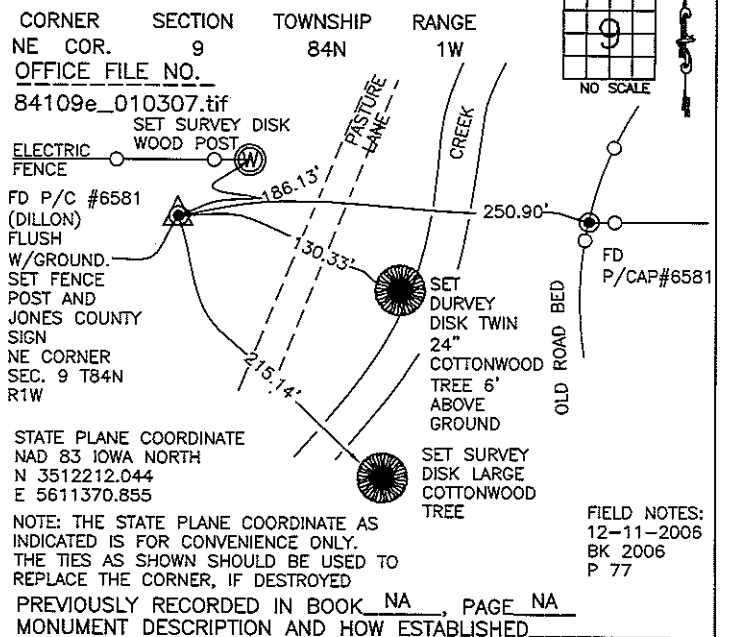 CORNER SECTION TOWNSHIP RANGE
NE COR. 9 84N 1W
OFFICE FILE NO.
84109e_010307.tif
9
NO SCALE
SET SURVEY DISK
WOOD POST
W
ELECTRIC
FENCE
PASTURE
LANE
CREEK
186.13'
250.90'
130.33'
215.14'
FD P/C #6581
(DILLON)
FLUSH
W/GROUND.
SET FENCE
POST AND
JONES COUNTY
SIGN
NE CORNER
SEC. 9 T84N
R1W
SET
DURVEY
DISK TWIN
24"
COTTONWOOD
TREE 6'
ABOVE
GROUND
OLD ROAD BED
FD
P/CAP#6581
SET SURVEY
DISK LARGE
COTTONWOOD
TREE
STATE PLANE COORDINATE
NAD 83 IOWA NORTH
N 3512212.044
E 5611370.855
NOTE: THE STATE PLANE COORDINATE AS
INDICATED IS FOR CONVENIENCE ONLY.
THE TIES AS SHOWN SHOULD BE USED TO
REPLACE THE CORNER, IF DESTROYED
FIELD NOTES:
12-11-2006
BK 2006
P 77
PREVIOUSLY RECORDED IN BOOK NA, PAGE NA
MONUMENT DESCRIPTION AND HOW ESTABLISHED